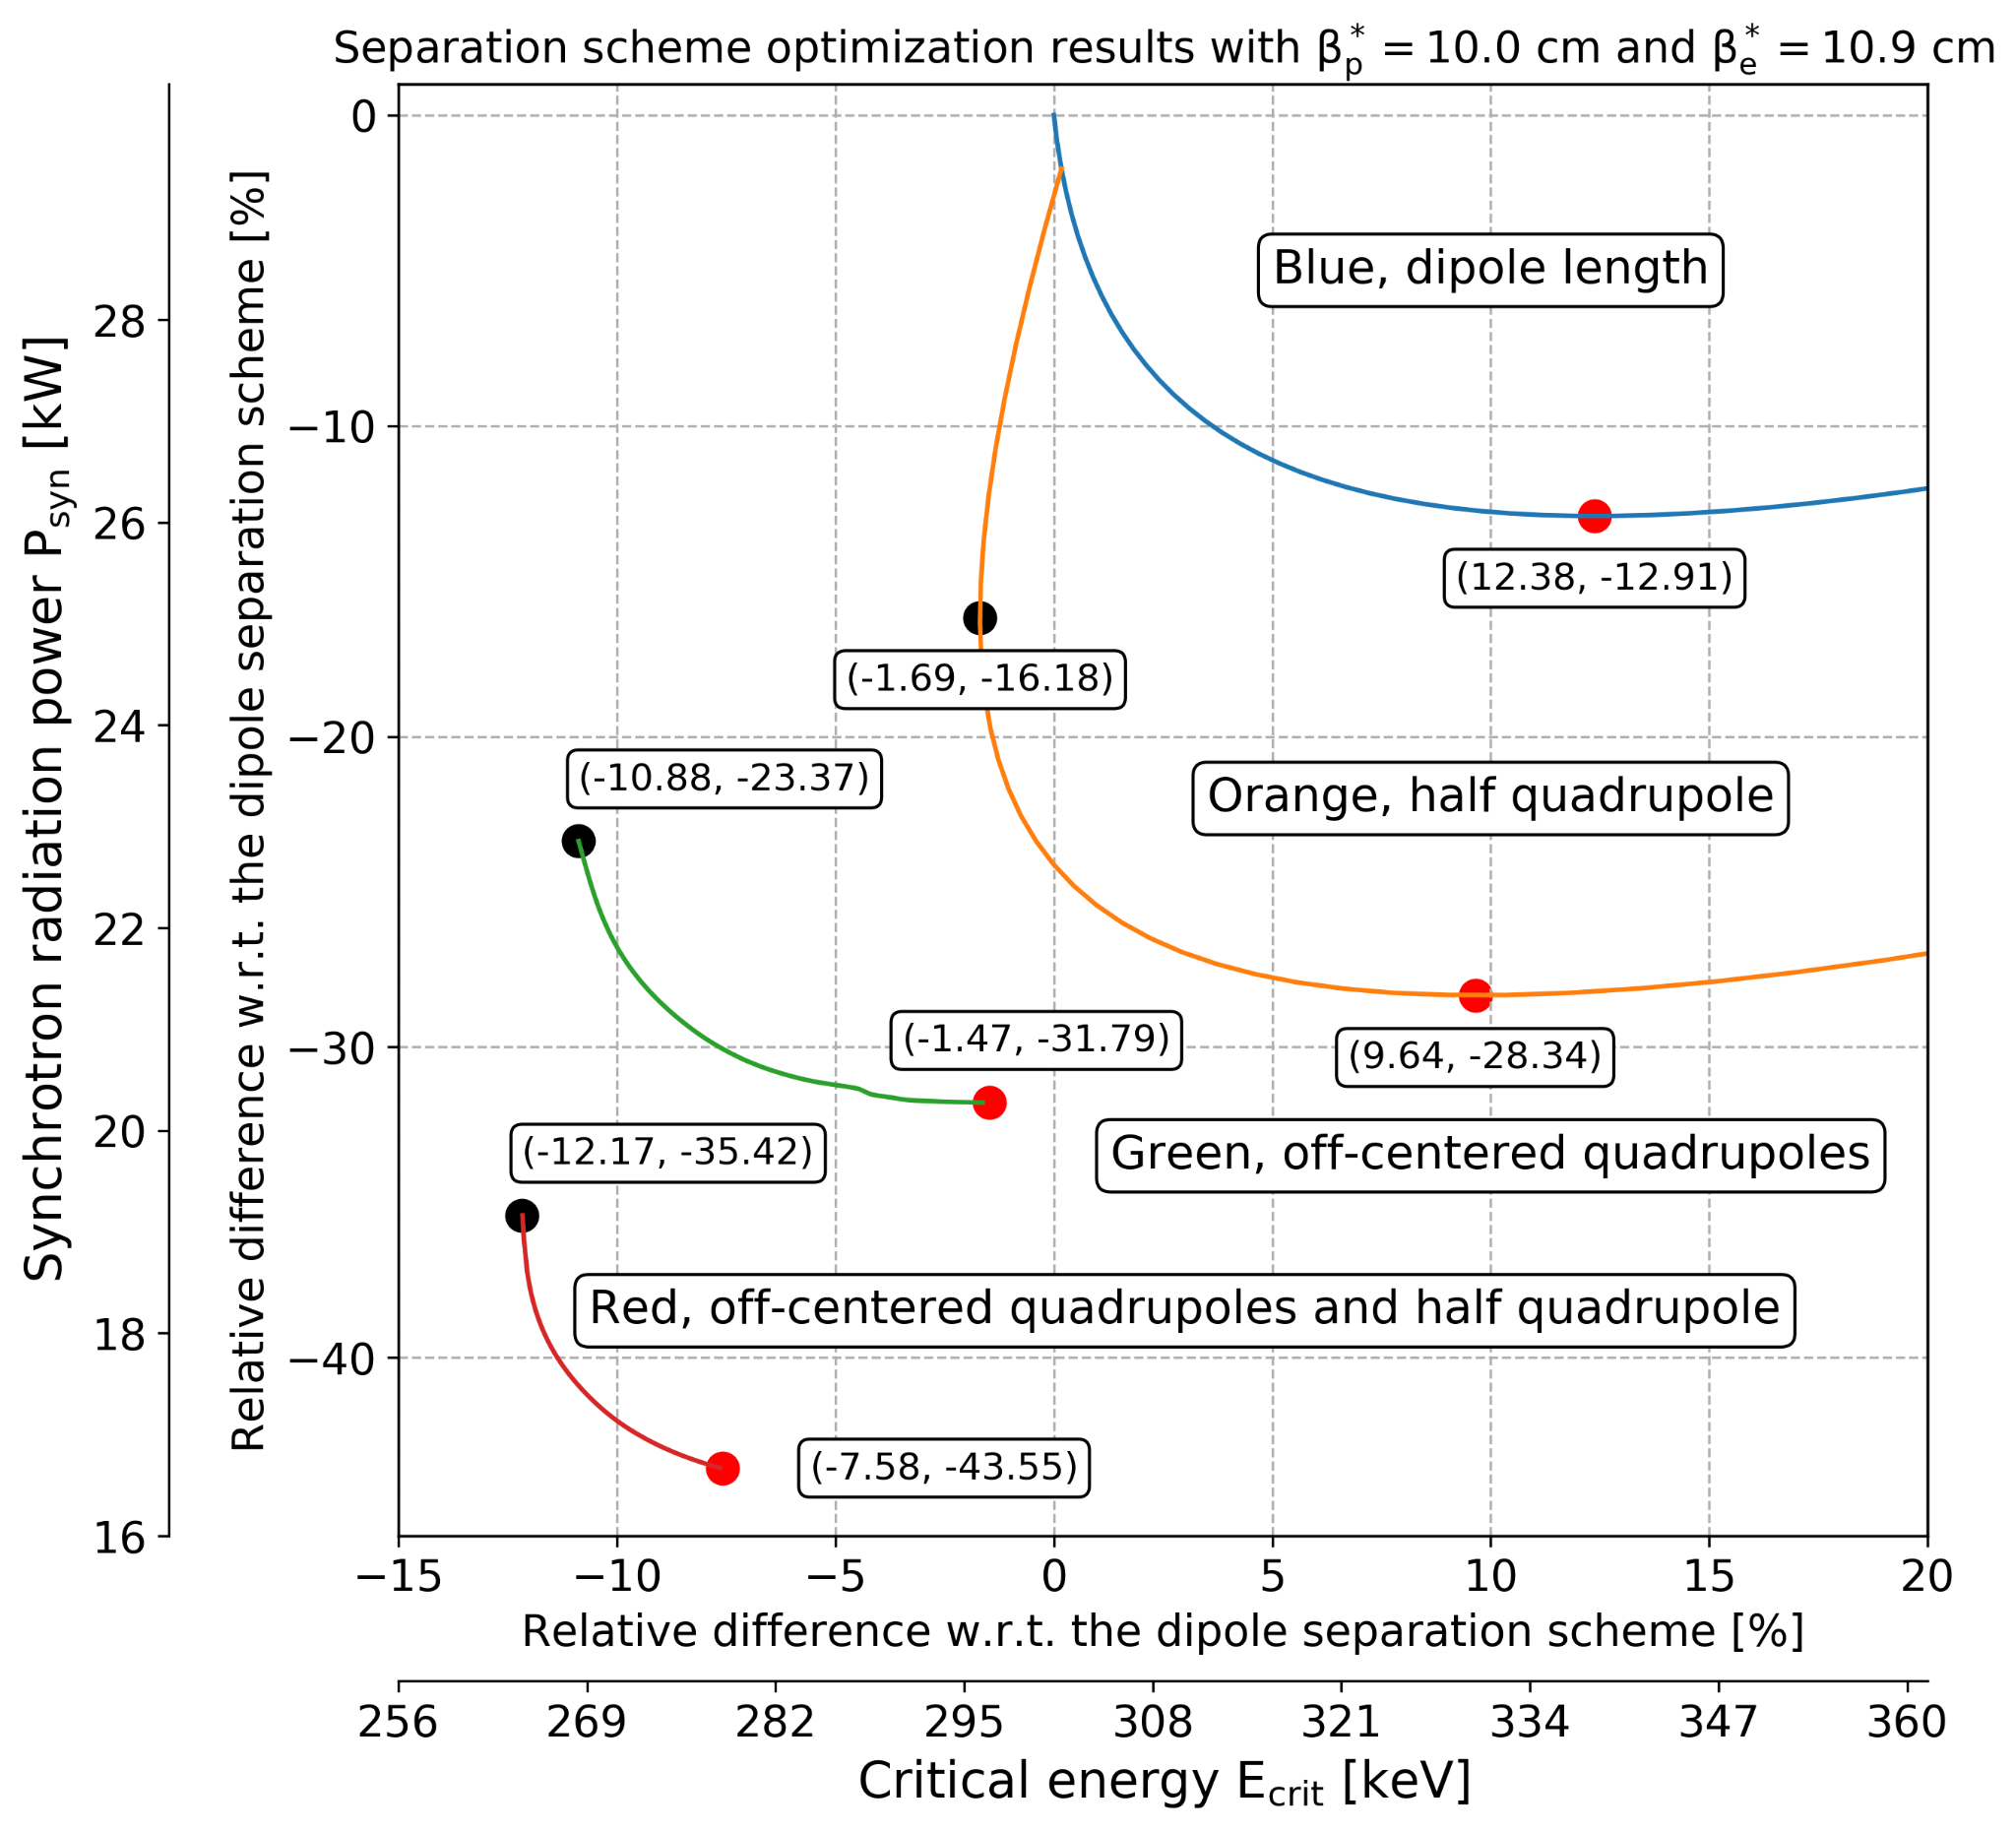 Separation scheme optimization results with β*p = 10.0 cm and β*e = 10.9 cm
Synchrotron radiation power Psyn [kW]
28
26
24
22
20
18
16
Relative difference w.r.t. the dipole separation scheme [%]
0
−10
−20
−30
−40
Blue, dipole length
(12.38, -12.91)
(-1.69, -16.18)
(-10.88, -23.37)
Orange, half quadrupole
(-1.47, -31.79)
(9.64, -28.34)
(-12.17, -35.42)
Green, off-centered quadrupoles
Red, off-centered quadrupoles and half quadrupole
(-7.58, -43.55)
−15 −10 −5 0 5 10 15 20
Relative difference w.r.t. the dipole separation scheme [%]
256 269 282 295 308 321 334 347 360
Critical energy Ecrit [keV]